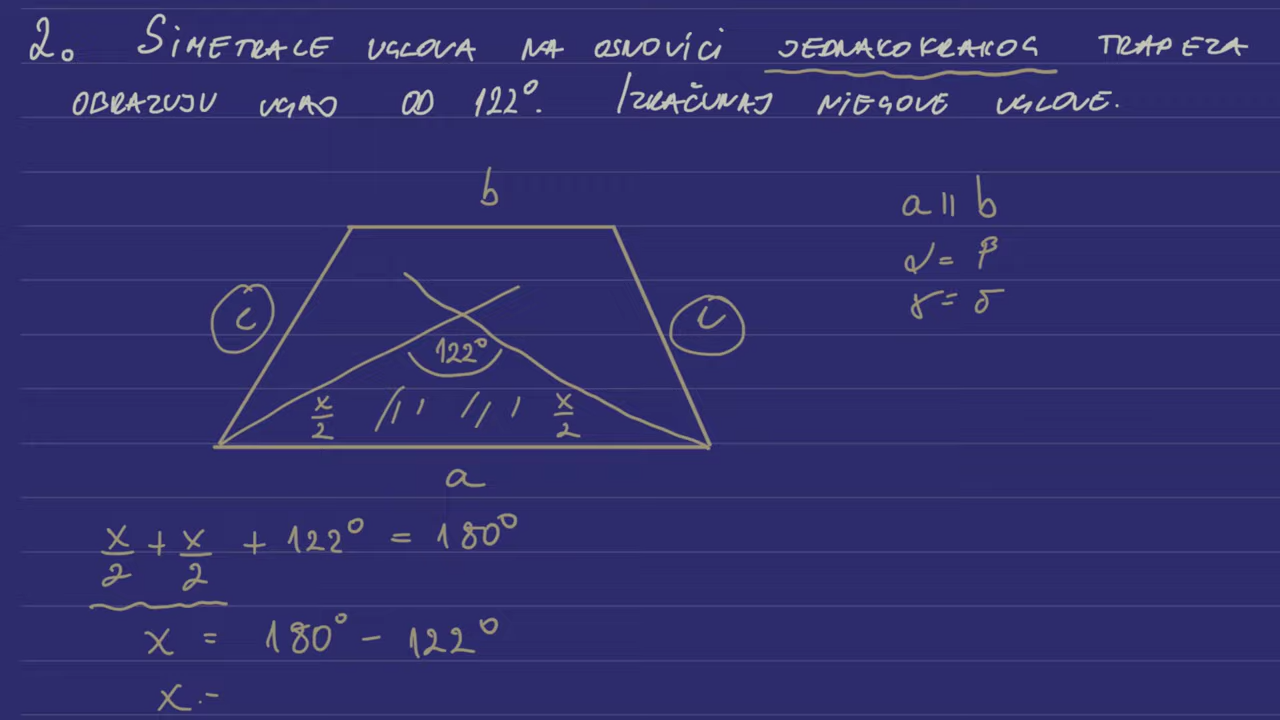 2. SIMETRALE UGLOVA NA OSNOVICI JEDNAKOKRAKOG TRAPEZA
OBRAZUJU UGAO OD 122°. IZRAČUNAJ NJEGOVE UGLOVE.
b
a || b
α = β
γ = δ
c
c
122°
x/2
x/2
a
x/2 + x/2 + 122° = 180°
x = 180° - 122°
x =